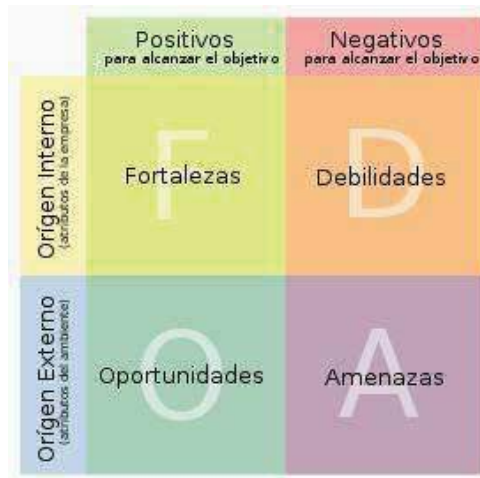 Positivos
para alcanzar el objetivo
Negativos
para alcanzar el objetivo
Orígen Interno
(atributos de la empresa)
F
Fortalezas
D
Debilidades
Orígen Externo
(atributos del ambiente)
O
Oportunidades
A
Amenazas